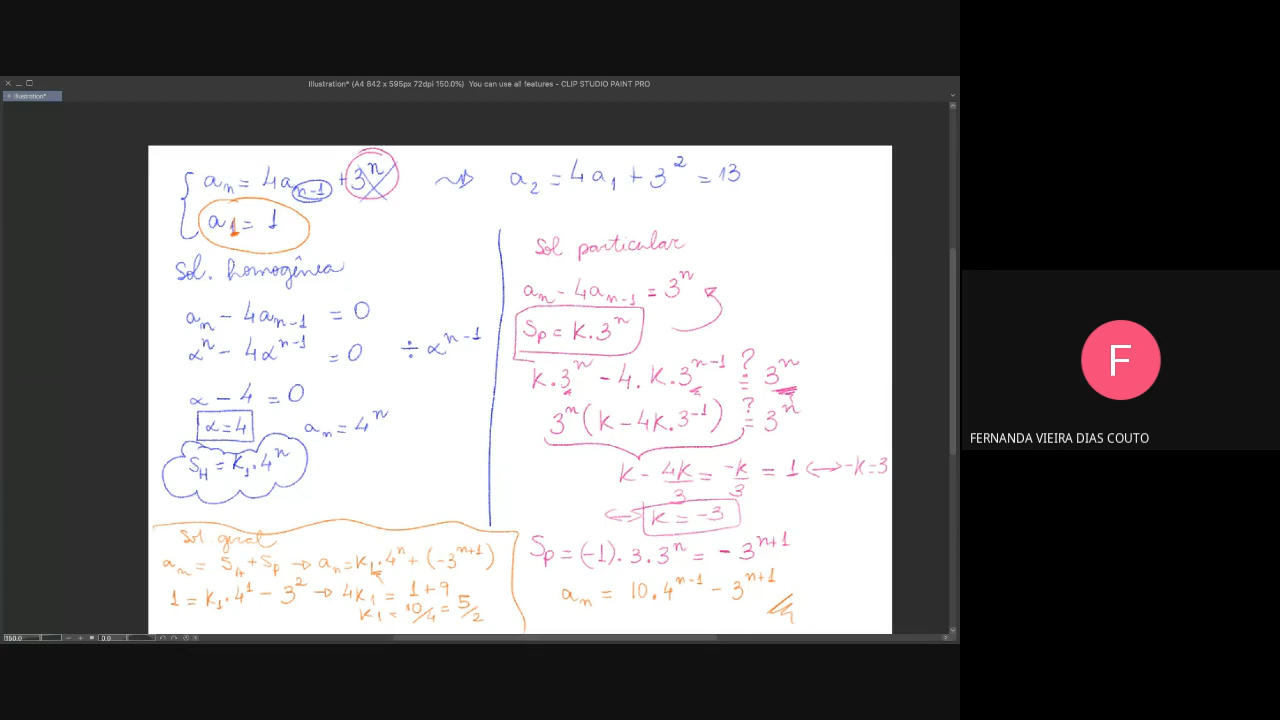 Illustration* (A4 842 x 595px 72dpi 150.0%) You can use all features - CLIP STUDIO PAINT PRO
Illustration*
aₙ = 4aₙ₋₁ + 3ⁿ ⇝ a₂ = 4a₁ + 3² = 13
a₁ = 1
Sol. homogênea
aₙ - 4aₙ₋₁ = 0
αⁿ - 4αⁿ⁻¹ = 0 ÷ αⁿ⁻¹
α - 4 = 0
α = 4 aₙ = 4ⁿ
S_H = K₁ · 4ⁿ
Sol particular
aₙ - 4aₙ₋₁ = 3ⁿ
Sp = K · 3ⁿ
K · 3ⁿ - 4 · K · 3ⁿ⁻¹ ≟ 3ⁿ
3ⁿ (K - 4K · 3⁻¹) ≟ 3ⁿ
K - 4K/3 = -K/3 = 1 ↔ -K = 3
↔ K = -3
Sp = (-1) · 3 · 3ⁿ = - 3ⁿ⁺¹
aₙ = 10 · 4ⁿ⁻¹ - 3ⁿ⁺¹
Sol. geral
aₙ = S_H + Sp → aₙ = K₁ · 4ⁿ + (-3ⁿ⁺¹)
1 = K₁ · 4¹ - 3² → 4K₁ = 1 + 9
K₁ = 10/4 = 5/2
150.0 0.0
F
FERNANDA VIEIRA DIAS COUTO